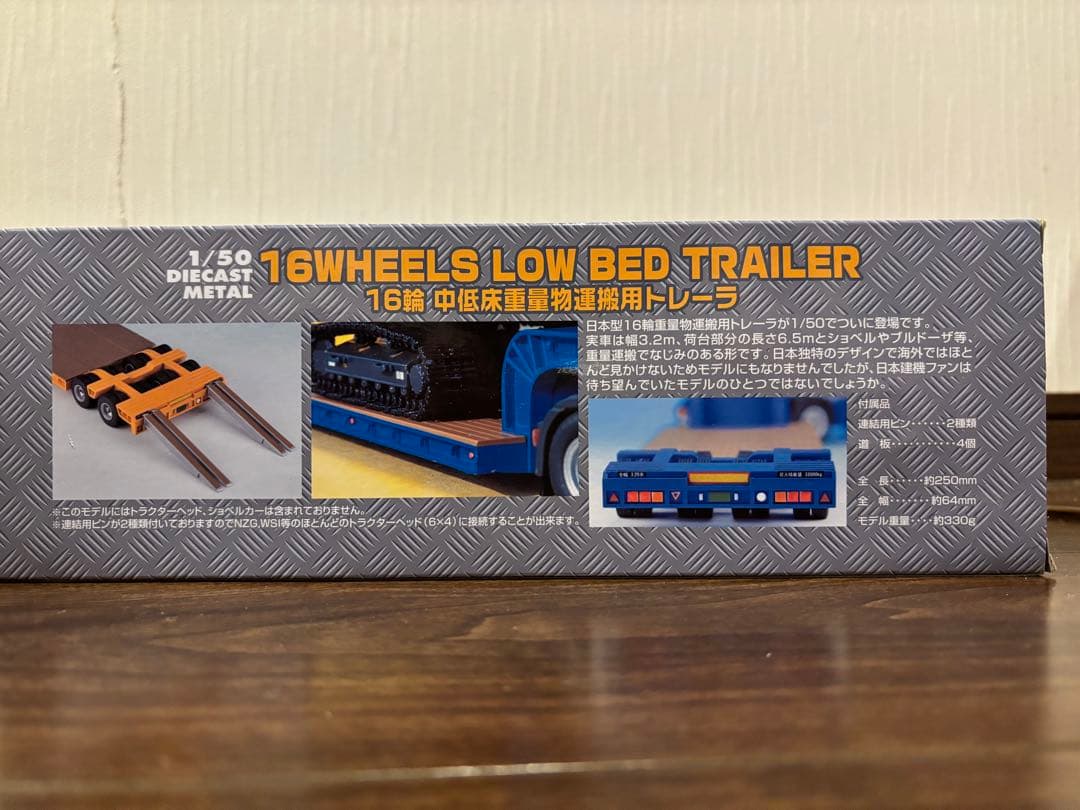 1/50
DIECAST
METAL
16WHEELS LOW BED TRAILER
16輪 中低床重量物運搬用トレーラ
日本型16輪重量物運搬用トレーラが1/50でついに登場です。
実車は幅3.2m、荷台部分の長さ6.5mとショベルやブルドーザ等、
重量運搬でなじみのある形です。日本独特のデザインで海外ではほと
んど見かけないためモデルにもなりませんでしたが、日本建機ファンは
待ち望んでいたモデルのひとつではないでしょうか。
付属品
連結用ピン・・・・・・2種類
道 板・・・・・・・・・・・4個
全 長・・・・・・約250mm
全 幅・・・・・・・約64mm
モデル重量・・・・約330g
※このモデルにはトラクターヘッド、ショベルカーは含まれておりません。
※連結用ピンが2種類付いておりますのでNZG,WSI等のほとんどのトラクターヘッド(6×4)に接続することが出来ます。